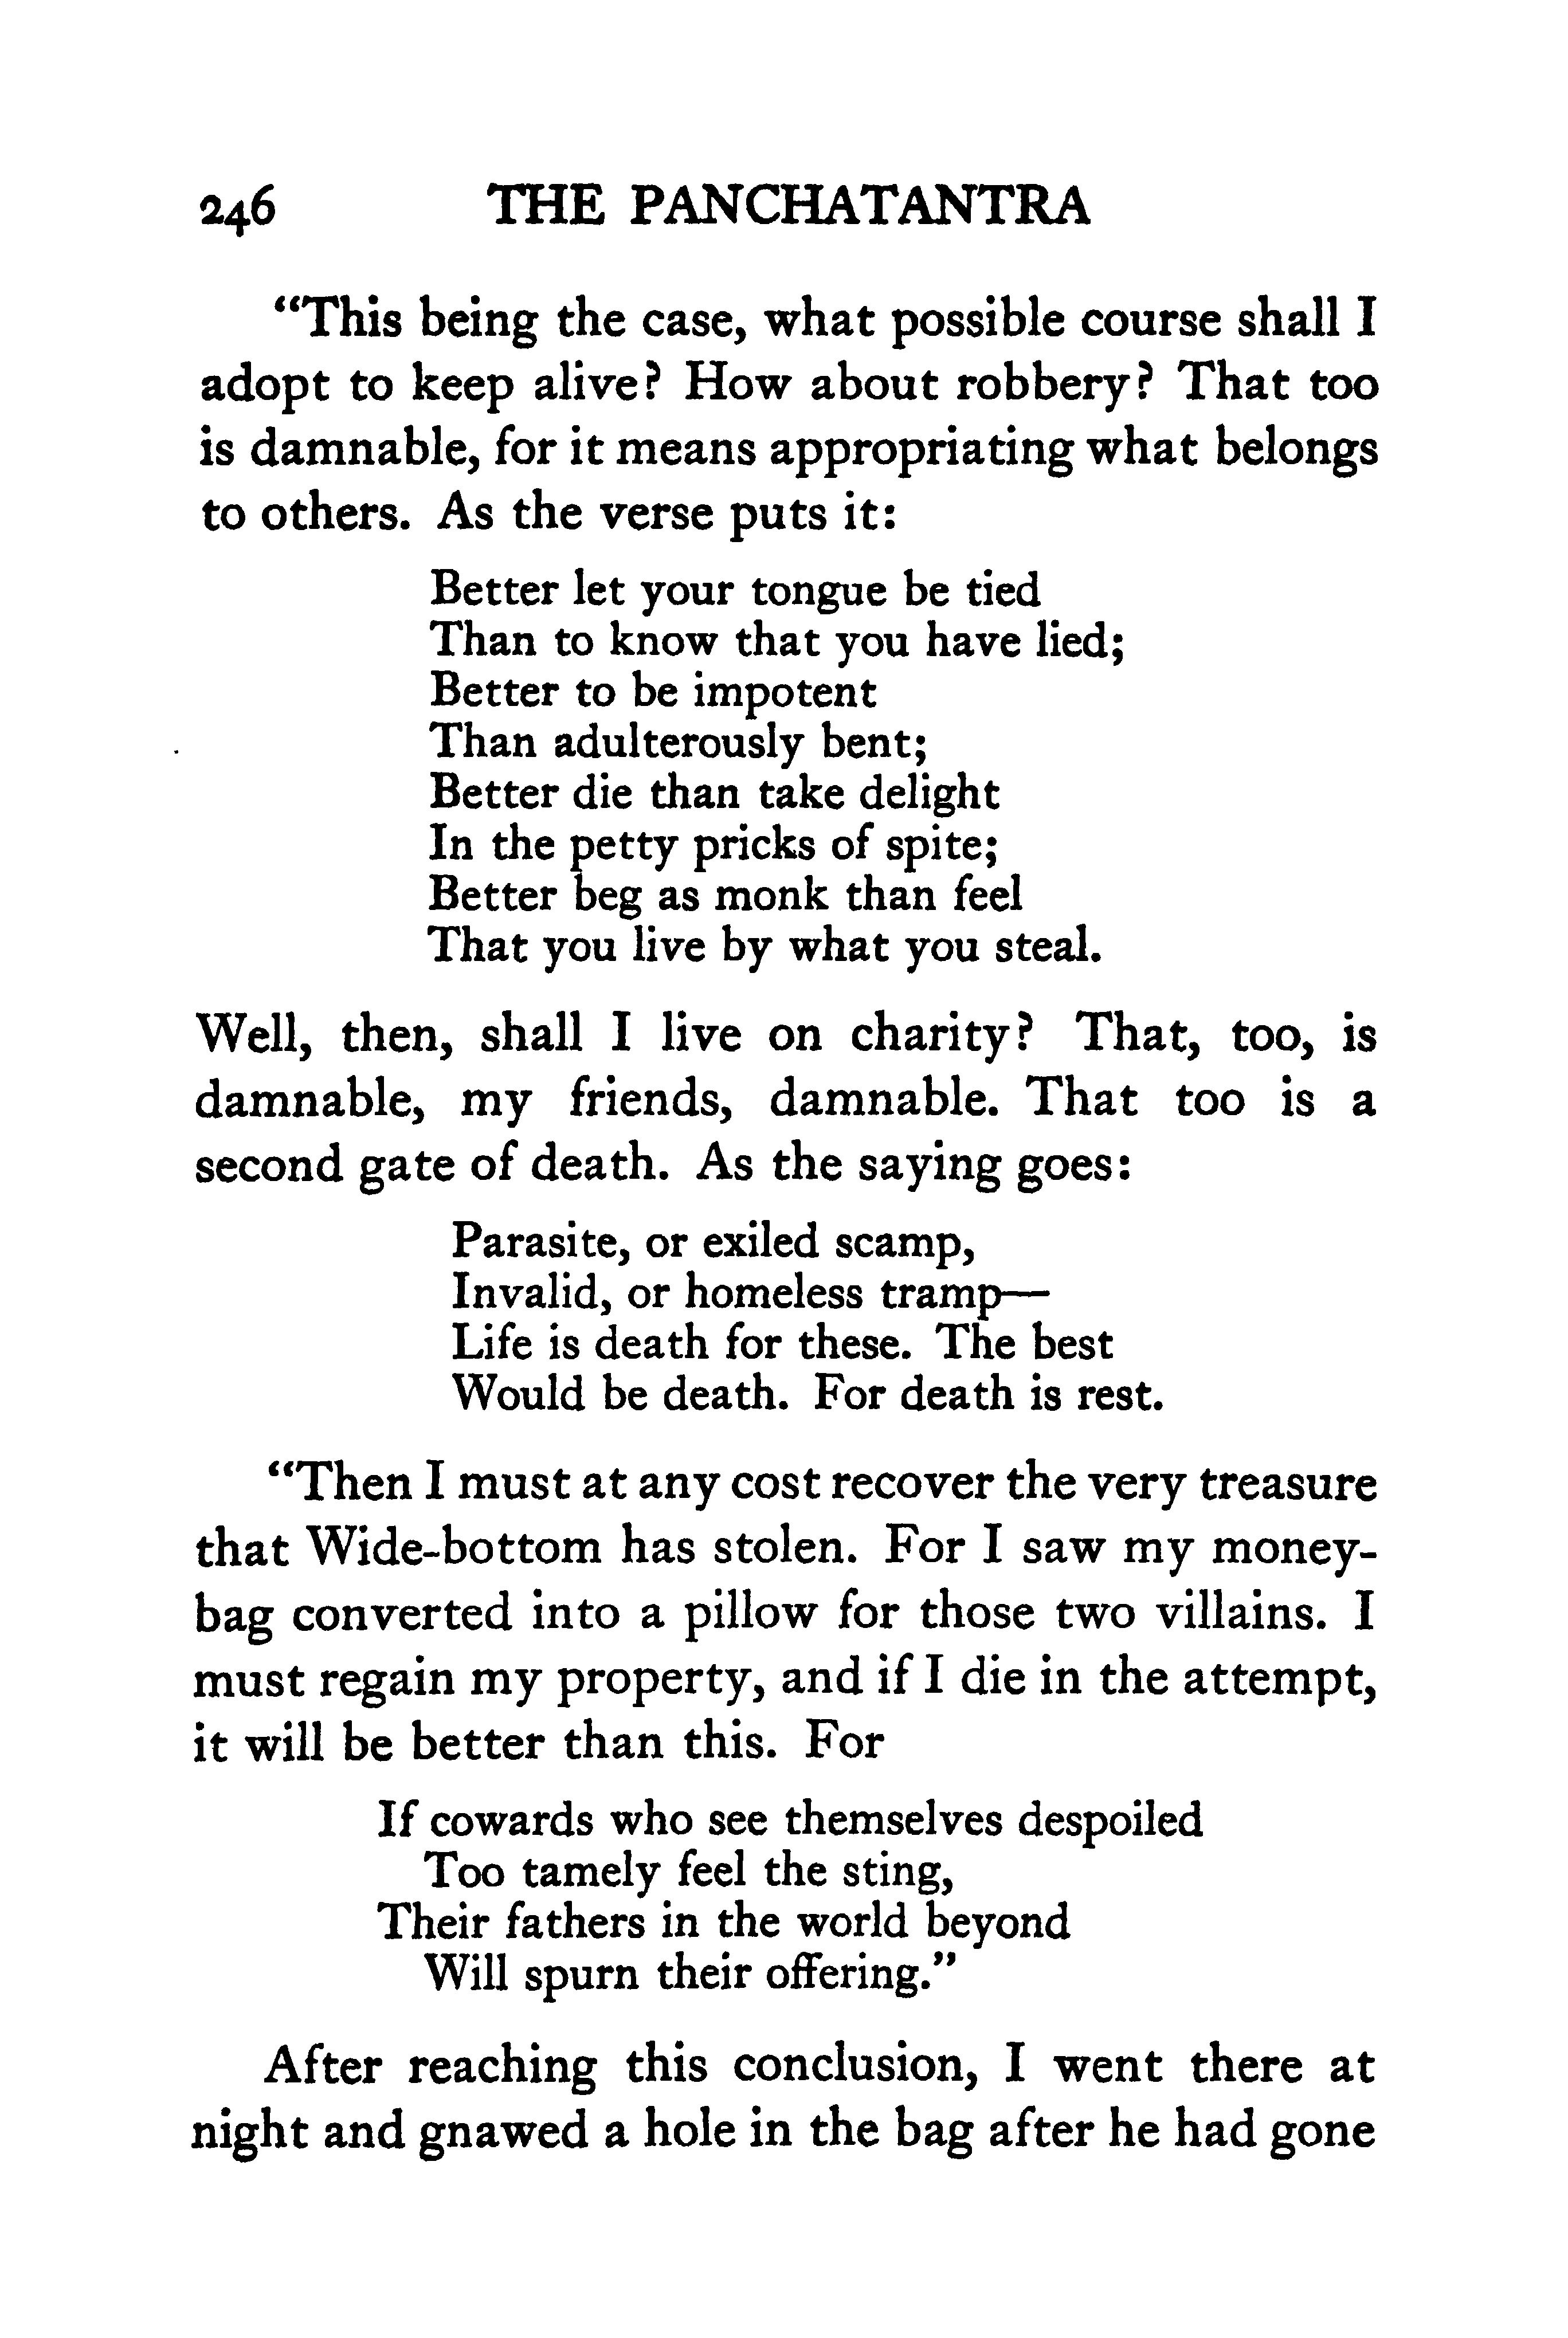 246 THE PANCHATANTRA
“This being the case, what possible course shall I
adopt to keep alive? How about robbery? That too
is damnable, for it means appropriating what belongs
to others. As the verse puts it:
Better let your tongue be tied
Than to know that you have lied;
Better to be impotent
Than adulterously bent;
Better die than take delight
In the petty pricks of spite;
Better beg as monk than feel
That you live by what you steal.
Well, then, shall I live on charity? That, too, is
damnable, my friends, damnable. That too is a
second gate of death. As the saying goes:
Parasite, or exiled scamp,
Invalid, or homeless tramp—
Life is death for these. The best
Would be death. For death is rest.
“Then I must at any cost recover the very treasure
that Wide-bottom has stolen. For I saw my money-
bag converted into a pillow for those two villains. I
must regain my property, and if I die in the attempt,
it will be better than this. For
If cowards who see themselves despoiled
Too tamely feel the sting,
Their fathers in the world beyond
Will spurn their offering.”
After reaching this conclusion, I went there at
night and gnawed a hole in the bag after he had gone